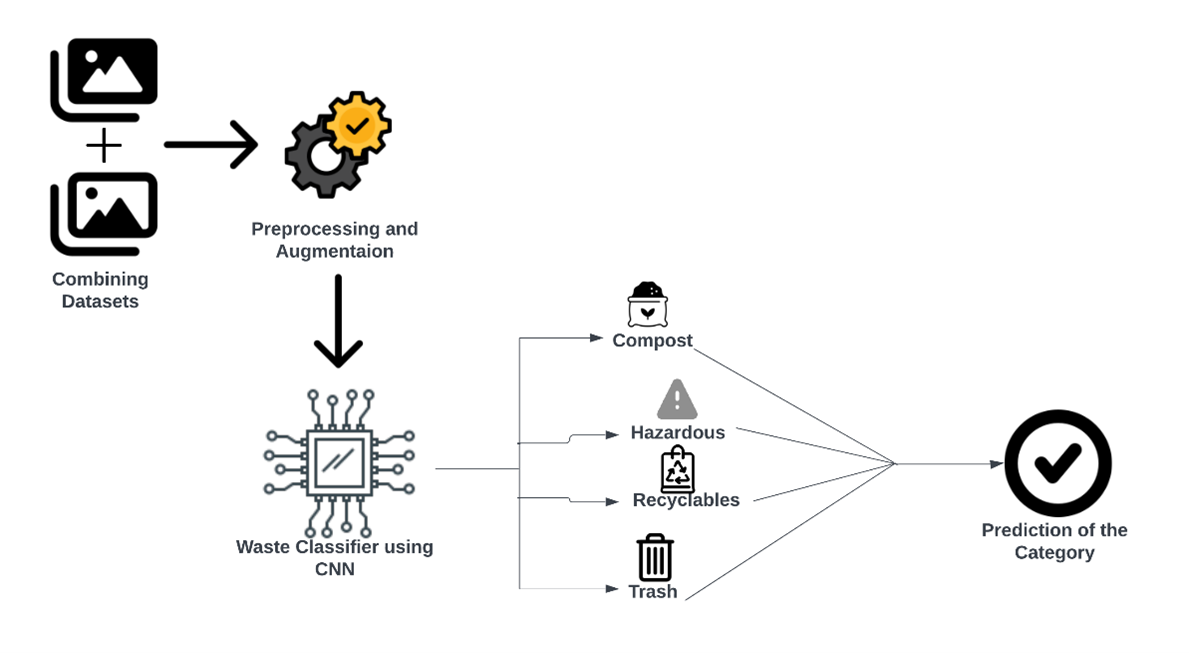 Combining
Datasets
Preprocessing and
Augmentaion
Waste Classifier using
CNN
Compost
Hazardous
Recyclables
Trash
Prediction of the
Category